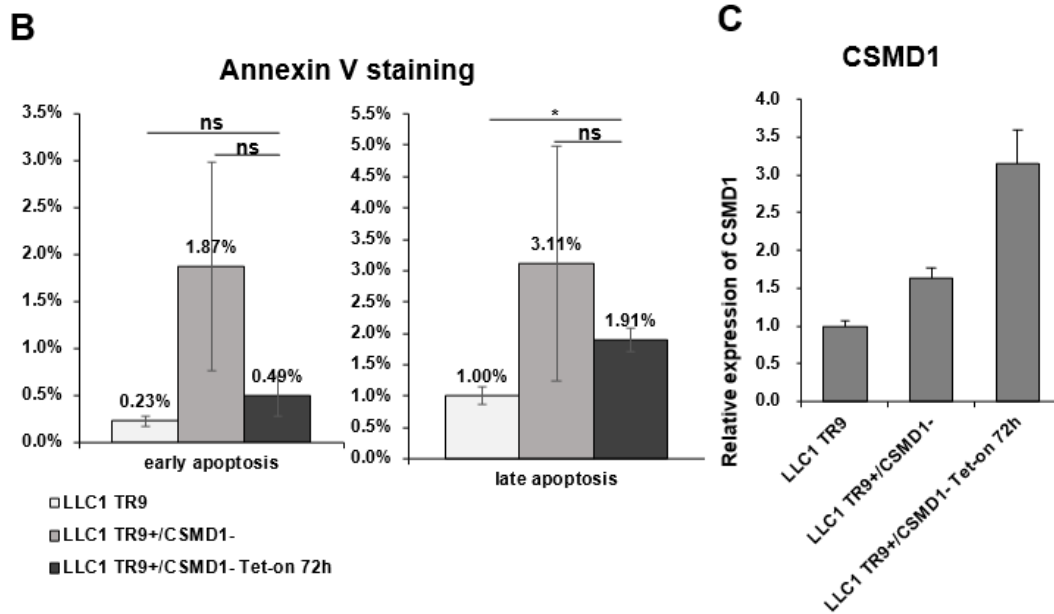 B
Annexin V staining
3.5%
3.0%
2.5%
2.0%
1.5%
1.0%
0.5%
0.0%
ns
ns
1.87%
0.23%
0.49%
early apoptosis
5.5%
5.0%
4.5%
4.0%
3.5%
3.0%
2.5%
2.0%
1.5%
1.0%
0.5%
0.0%
*
ns
3.11%
1.91%
1.00%
late apoptosis
LLC1 TR9
LLC1 TR9+/CSMD1-
LLC1 TR9+/CSMD1- Tet-on 72h
C
CSMD1
Relative expression of CSMD1
4.0
3.5
3.0
2.5
2.0
1.5
1.0
0.5
0.0
LLC1 TR9
LLC1 TR9+/CSMD1-
LLC1 TR9+/CSMD1- Tet-on 72h